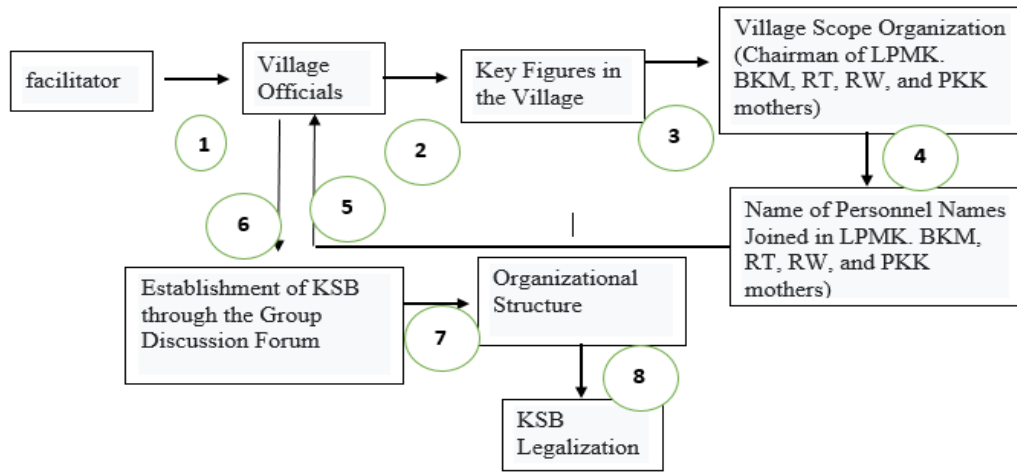 facilitator
1
Village
Officials
2
Key Figures in
the Village
3
Village Scope Organization
(Chairman of LPMK.
BKM, RT, RW, and PKK
mothers)
4
Name of Personnel Names
Joined in LPMK. BKM,
RT, RW, and PKK
mothers)
5
6
Establishment of KSB
through the Group
Discussion Forum
7
Organizational
Structure
8
KSB
Legalization